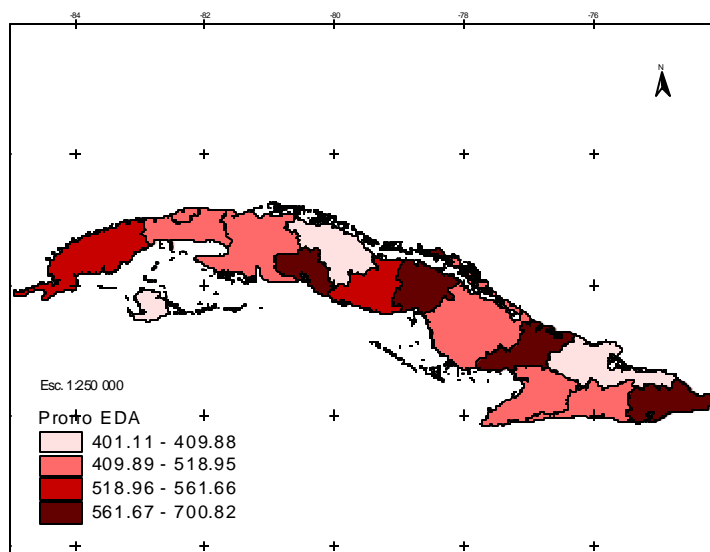 -84 -82 -80 -78 -76
N
Esc. 1:250 000
Promo EDA
401.11 - 409.88
409.89 - 518.95
518.96 - 561.66
561.67 - 700.82